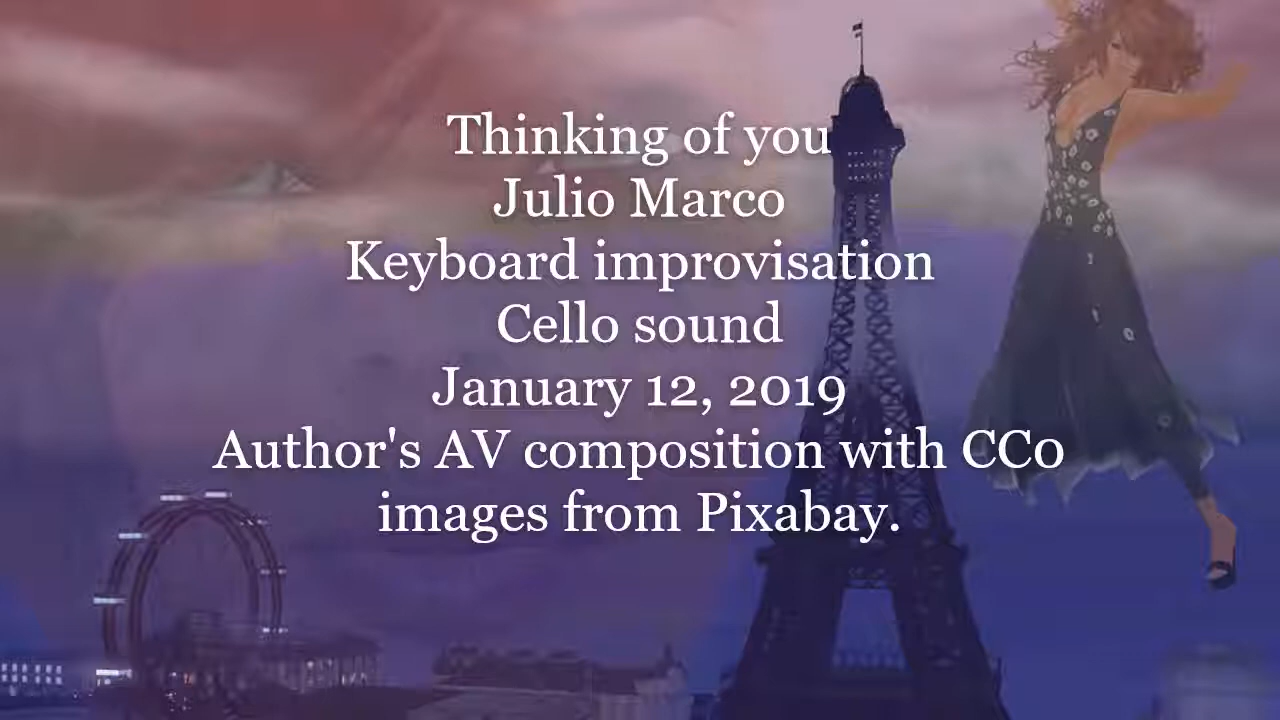 Thinking of you
Julio Marco
Keyboard improvisation
Cello sound
January 12, 2019
Author's AV composition with CC0
images from Pixabay.